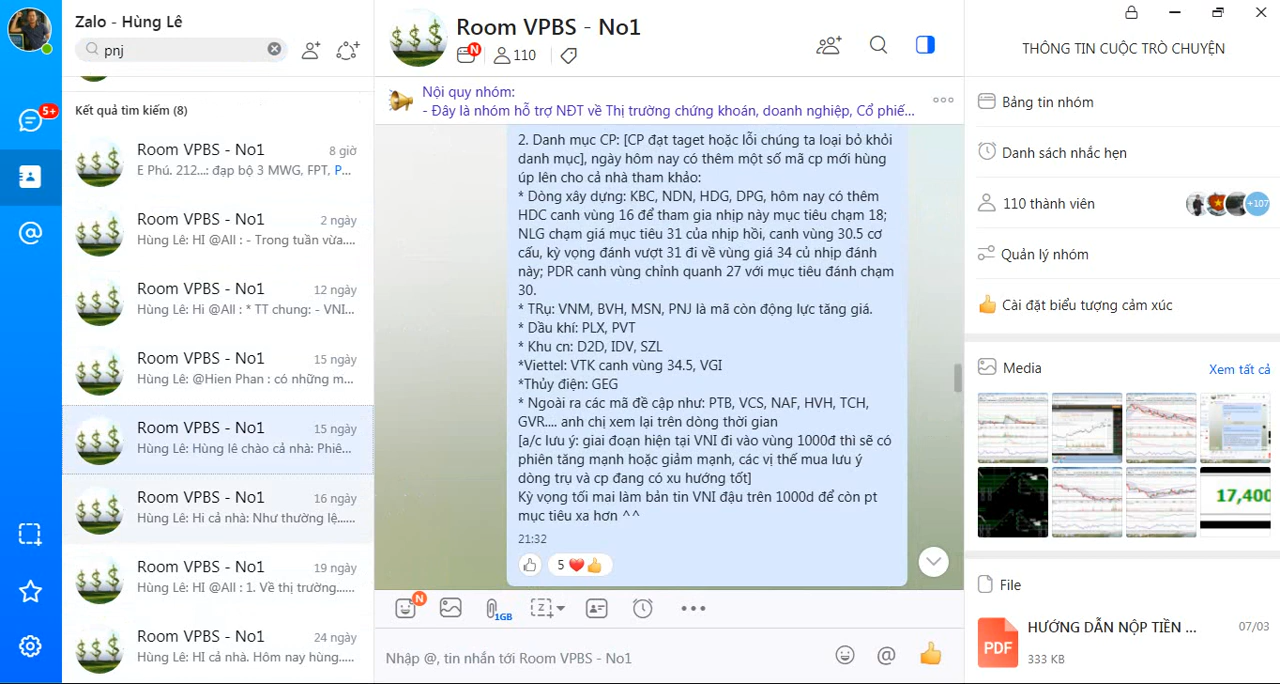 Zalo - Hùng Lê
pnj
5+
Kết quả tìm kiếm (8)
Room VPBS - No1
8 giờ
E Phú. 212...: đạp bộ 3 MWG, FPT, P...
Room VPBS - No1
2 ngày
Hùng Lê: HI @All : - Trong tuần vừa....
Room VPBS - No1
12 ngày
Hùng Lê: Hi @All : * TT chung: - VNI...
Room VPBS - No1
15 ngày
Hùng Lê: @Hien Phan : có những m...
Room VPBS - No1
15 ngày
Hùng Lê: Hùng lê chào cả nhà: Phiê...
Room VPBS - No1
16 ngày
Hùng Lê: Hi cả nhà: Như thường lệ......
Room VPBS - No1
19 ngày
Hùng Lê: HI @All : 1. Về thị trường......
Room VPBS - No1
24 ngày
Hùng Lê: HI cả nhà. Hôm nay hùng.....
Room VPBS - No1
N
110
Nội quy nhóm:
- Đây là nhóm hỗ trợ NĐT về Thị trường chứng khoán, doanh nghiệp, Cổ phiế...
2. Danh mục CP: [CP đạt taget hoặc lỗi chúng ta loại bỏ khỏi
danh mục], ngày hôm nay có thêm một số mã cp mới hùng
úp lên cho cả nhà tham khảo:
* Dòng xây dựng: KBC, NDN, HDG, DPG, hôm nay có thêm
HDC canh vùng 16 để tham gia nhịp này mục tiêu chạm 18;
NLG chạm giá mục tiêu 31 của nhịp hồi, canh vùng 30.5 cơ
cấu, kỳ vọng đánh vượt 31 đi về vùng giá 34 củ nhịp đánh
này; PDR canh vùng chỉnh quanh 27 với mục tiêu đánh chạm
30.
* TRụ: VNM, BVH, MSN, PNJ là mã còn động lực tăng giá.
* Dầu khí: PLX, PVT
* Khu cn: D2D, IDV, SZL
*Viettel: VTK canh vùng 34.5, VGI
*Thủy điện: GEG
* Ngoài ra các mã đề cập như: PTB, VCS, NAF, HVH, TCH,
GVR.... anh chị xem lại trên dòng thời gian
[a/c lưu ý: giai đoạn hiện tại VNI đi vào vùng 1000đ thì sẽ có
phiên tăng mạnh hoặc giảm mạnh, các vị thế mua lưu ý
dòng trụ và cp đang có xu hướng tốt]
Kỳ vọng tối mai làm bản tin VNI đậu trên 1000d để còn pt
mục tiêu xa hơn ^^
21:32
5
N
1GB
Nhập @, tin nhắn tới Room VPBS - No1
THÔNG TIN CUỘC TRÒ CHUYỆN
Bảng tin nhóm
Danh sách nhắc hẹn
110 thành viên
+107
Quản lý nhóm
Cài đặt biểu tượng cảm xúc
Media
Xem tất cả
17,400
File
PDF
HƯỚNG DẪN NỘP TIỀN ...
07/03
333 KB